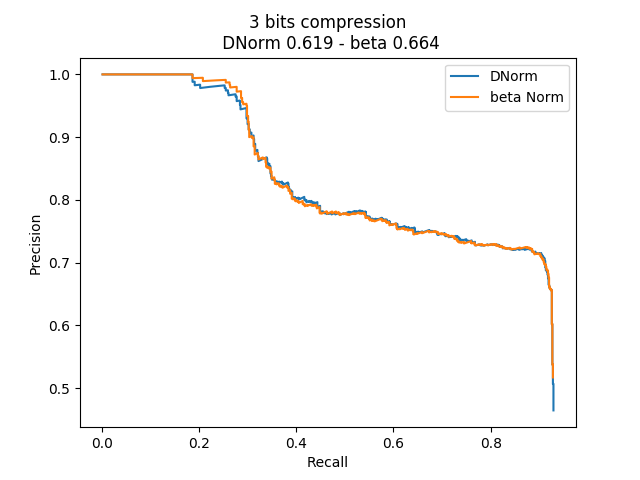 3 bits compression
DNorm 0.619 - beta 0.664
DNorm
beta Norm
1.0
0.9
0.8
0.7
0.6
0.5
Precision
0.0
0.2
0.4
0.6
0.8
Recall